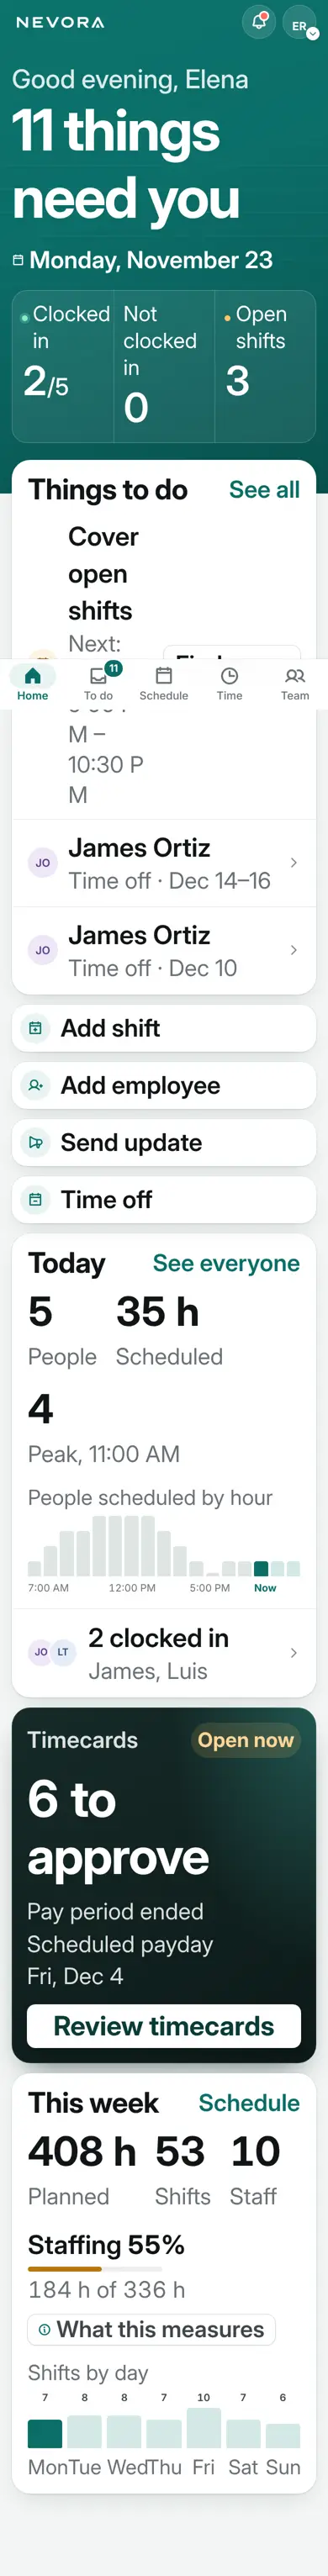 NEVORA
ER
Good evening, Elena
11 things
need you
Monday, November 23
Clocked
in
2/5
Not
clocked
in
0
Open
shifts
3
Things to do
See all
Cover
open
shifts
Next:
Home
To do
11
Schedule
Time
Team
M –
10:30 P
M
JO
James Ortiz
Time off · Dec 14–16
JO
James Ortiz
Time off · Dec 10
Add shift
Add employee
Send update
Time off
Today
See everyone
5
People
35 h
Scheduled
4
Peak, 11:00 AM
People scheduled by hour
7:00 AM
12:00 PM
5:00 PM
Now
JO
LT
2 clocked in
James, Luis
Timecards
Open now
6 to
approve
Pay period ended
Scheduled payday
Fri, Dec 4
Review timecards
This week
Schedule
408 h
Planned
53
Shifts
10
Staff
Staffing 55%
184 h of 336 h
What this measures
Shifts by day
7 8 8 7 10 7 6
Mon Tue Wed Thu Fri Sat Sun